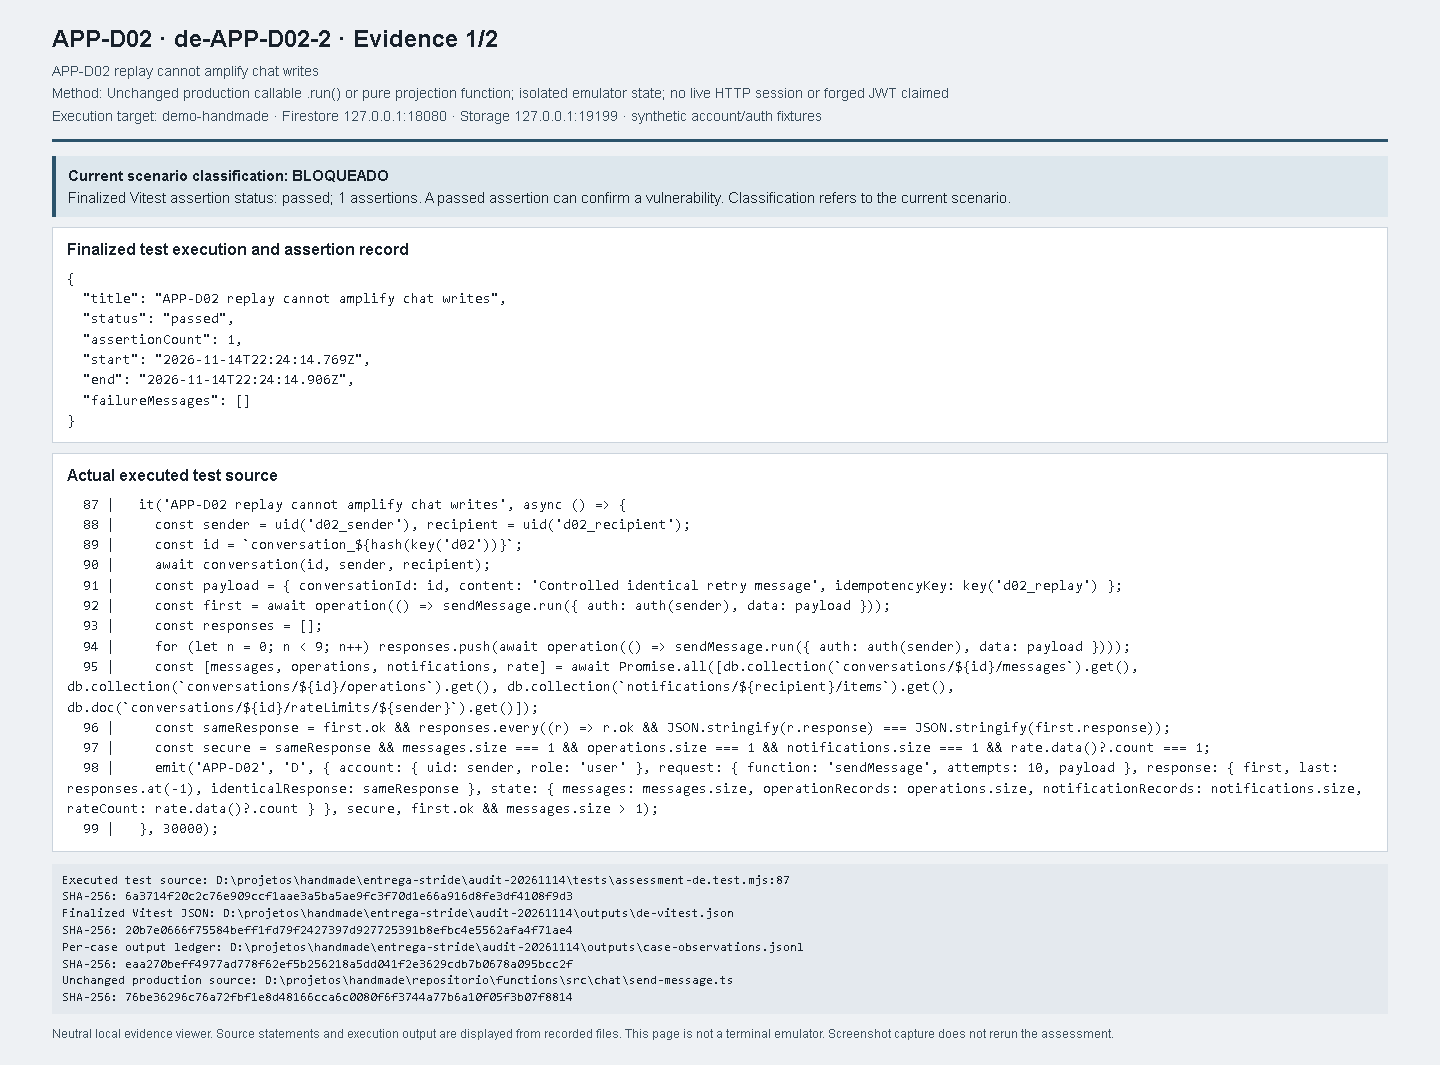 APP-D02 · de-APP-D02-2 · Evidence 1/2
APP-D02 replay cannot amplify chat writes
Method: Unchanged production callable .run() or pure projection function; isolated emulator state; no live HTTP session or forged JWT claimed
Execution target: demo-handmade · Firestore 127.0.0.1:18080 · Storage 127.0.0.1:19199 · synthetic account/auth fixtures
Current scenario classification: BLOQUEADO
Finalized Vitest assertion status: passed; 1 assertions. A passed assertion can confirm a vulnerability. Classification refers to the current scenario.
Finalized test execution and assertion record
{
  "title": "APP-D02 replay cannot amplify chat writes",
  "status": "passed",
  "assertionCount": 1,
  "start": "2026-11-14T22:24:14.769Z",
  "end": "2026-11-14T22:24:14.906Z",
  "failureMessages": []
}
Actual executed test source
87 |   it('APP-D02 replay cannot amplify chat writes', async () => {
88 |     const sender = uid('d02_sender'), recipient = uid('d02_recipient');
89 |     const id = `conversation_${hash(key('d02'))}`;
90 |     await conversation(id, sender, recipient);
91 |     const payload = { conversationId: id, content: 'Controlled identical retry message', idempotencyKey: key('d02_replay') };
92 |     const first = await operation(() => sendMessage.run({ auth: auth(sender), data: payload }));
93 |     const responses = [];
94 |     for (let n = 0; n < 9; n++) responses.push(await operation(() => sendMessage.run({ auth: auth(sender), data: payload })));
95 |     const [messages, operations, notifications, rate] = await Promise.all([db.collection(`conversations/${id}/messages`).get(),
db.collection(`conversations/${id}/operations`).get(), db.collection(`notifications/${recipient}/items`).get(),
db.doc(`conversations/${id}/rateLimits/${sender}`).get()]);
96 |     const sameResponse = first.ok && responses.every((r) => r.ok && JSON.stringify(r.response) === JSON.stringify(first.response));
97 |     const secure = sameResponse && messages.size === 1 && operations.size === 1 && notifications.size === 1 && rate.data()?.count === 1;
98 |     emit('APP-D02', 'D', { account: { uid: sender, role: 'user' }, request: { function: 'sendMessage', attempts: 10, payload }, response: { first, last:
responses.at(-1), identicalResponse: sameResponse }, state: { messages: messages.size, operationRecords: operations.size, notificationRecords: notifications.size,
rateCount: rate.data()?.count } }, secure, first.ok && messages.size > 1);
99 |   }, 30000);
Executed test source: D:\projetos\handmade\entrega-stride\audit-20261114\tests\assessment-de.test.mjs:87
SHA-256: 6a3714f20c2c76e909ccf1aae3a5ba5ae9fc3f70d1e66a916d8fe3df4108f9d3
Finalized Vitest JSON: D:\projetos\handmade\entrega-stride\audit-20261114\outputs\de-vitest.json
SHA-256: 20b7e0666f75584beff1fd79f2427397d927725391b8efbc4e5562afa4f71ae4
Per-case output ledger: D:\projetos\handmade\entrega-stride\audit-20261114\outputs\case-observations.jsonl
SHA-256: eaa270beff4977ad778f62ef5b256218a5dd041f2e3629cdb7b0678a095bcc2f
Unchanged production source: D:\projetos\handmade\repositorio\functions\src\chat\send-message.ts
SHA-256: 76be36296c76a72fbf1e8d48166cca6c0080f6f3744a77b6a10f05f3b07f8814
Neutral local evidence viewer. Source statements and execution output are displayed from recorded files. This page is not a terminal emulator. Screenshot capture does not rerun the assessment.